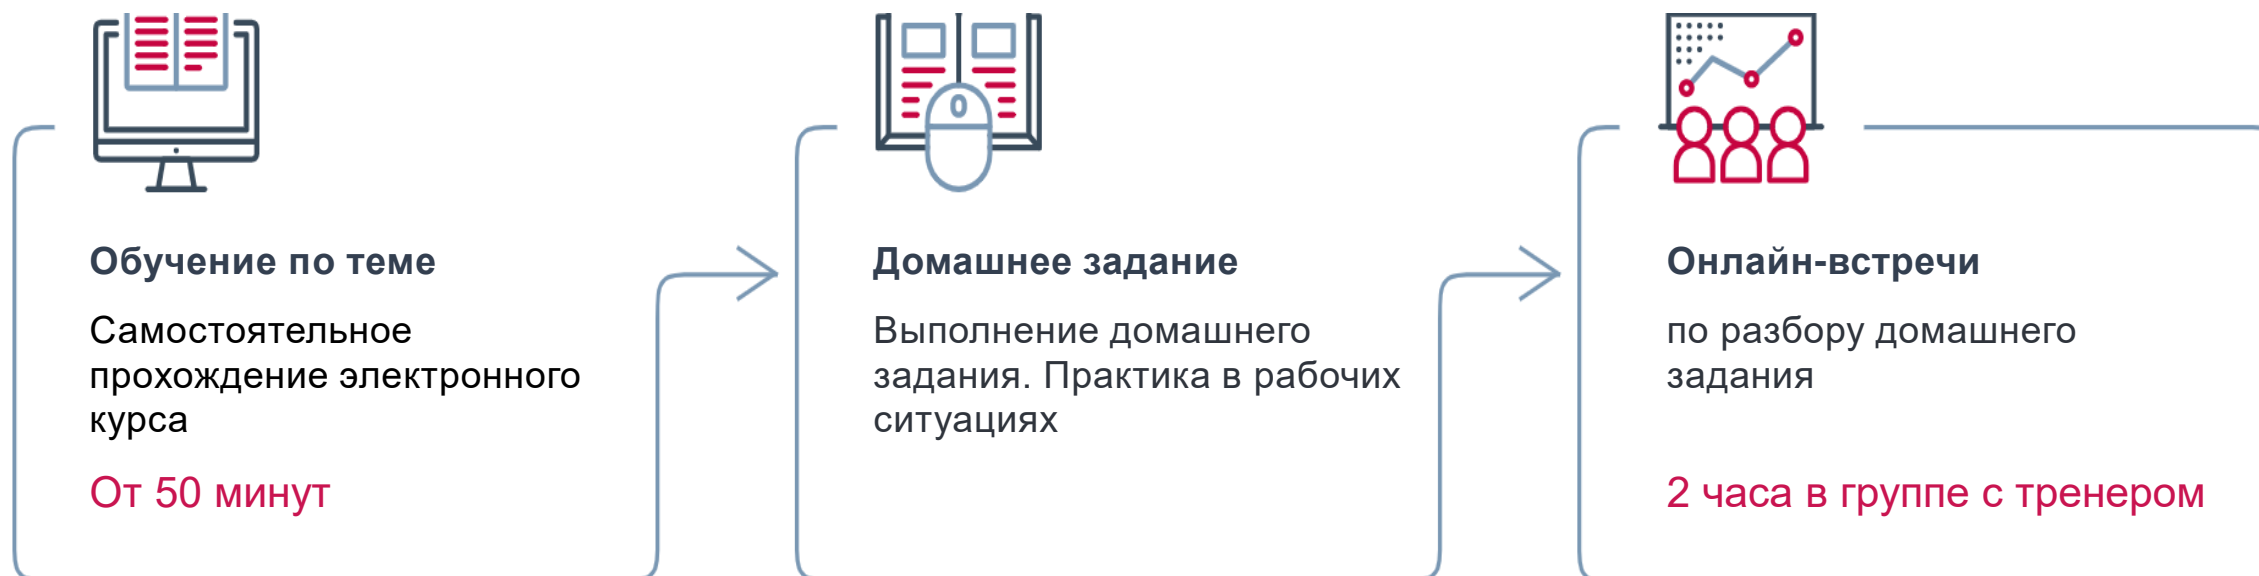 Обучение по теме
Самостоятельное
прохождение электронного
курса
От 50 минут
Домашнее задание
Выполнение домашнего
задания. Практика в рабочих
ситуациях
Онлайн-встречи
по разбору домашнего
задания
2 часа в группе с тренером